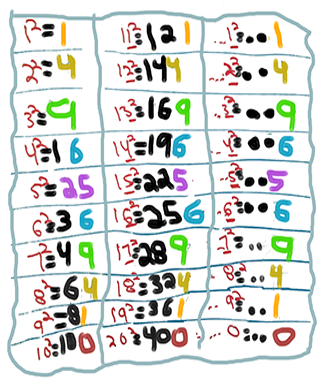 1²=1 11²=121 ...1²=...1
2²=4 12²=144 ...2²=...4
3²=9 13²=169 ...3²=...9
4²=16 14²=196 ...4²=...6
5²=25 15²=225 ...5²=...5
6²=36 16²=256 ...6²=...6
7²=49 17²=289 ...7²=...9
8²=64 18²=324 ...8²=...4
9²=81 19²=361 ...9²=...1
10²=100 20²=400 ...0²=...0